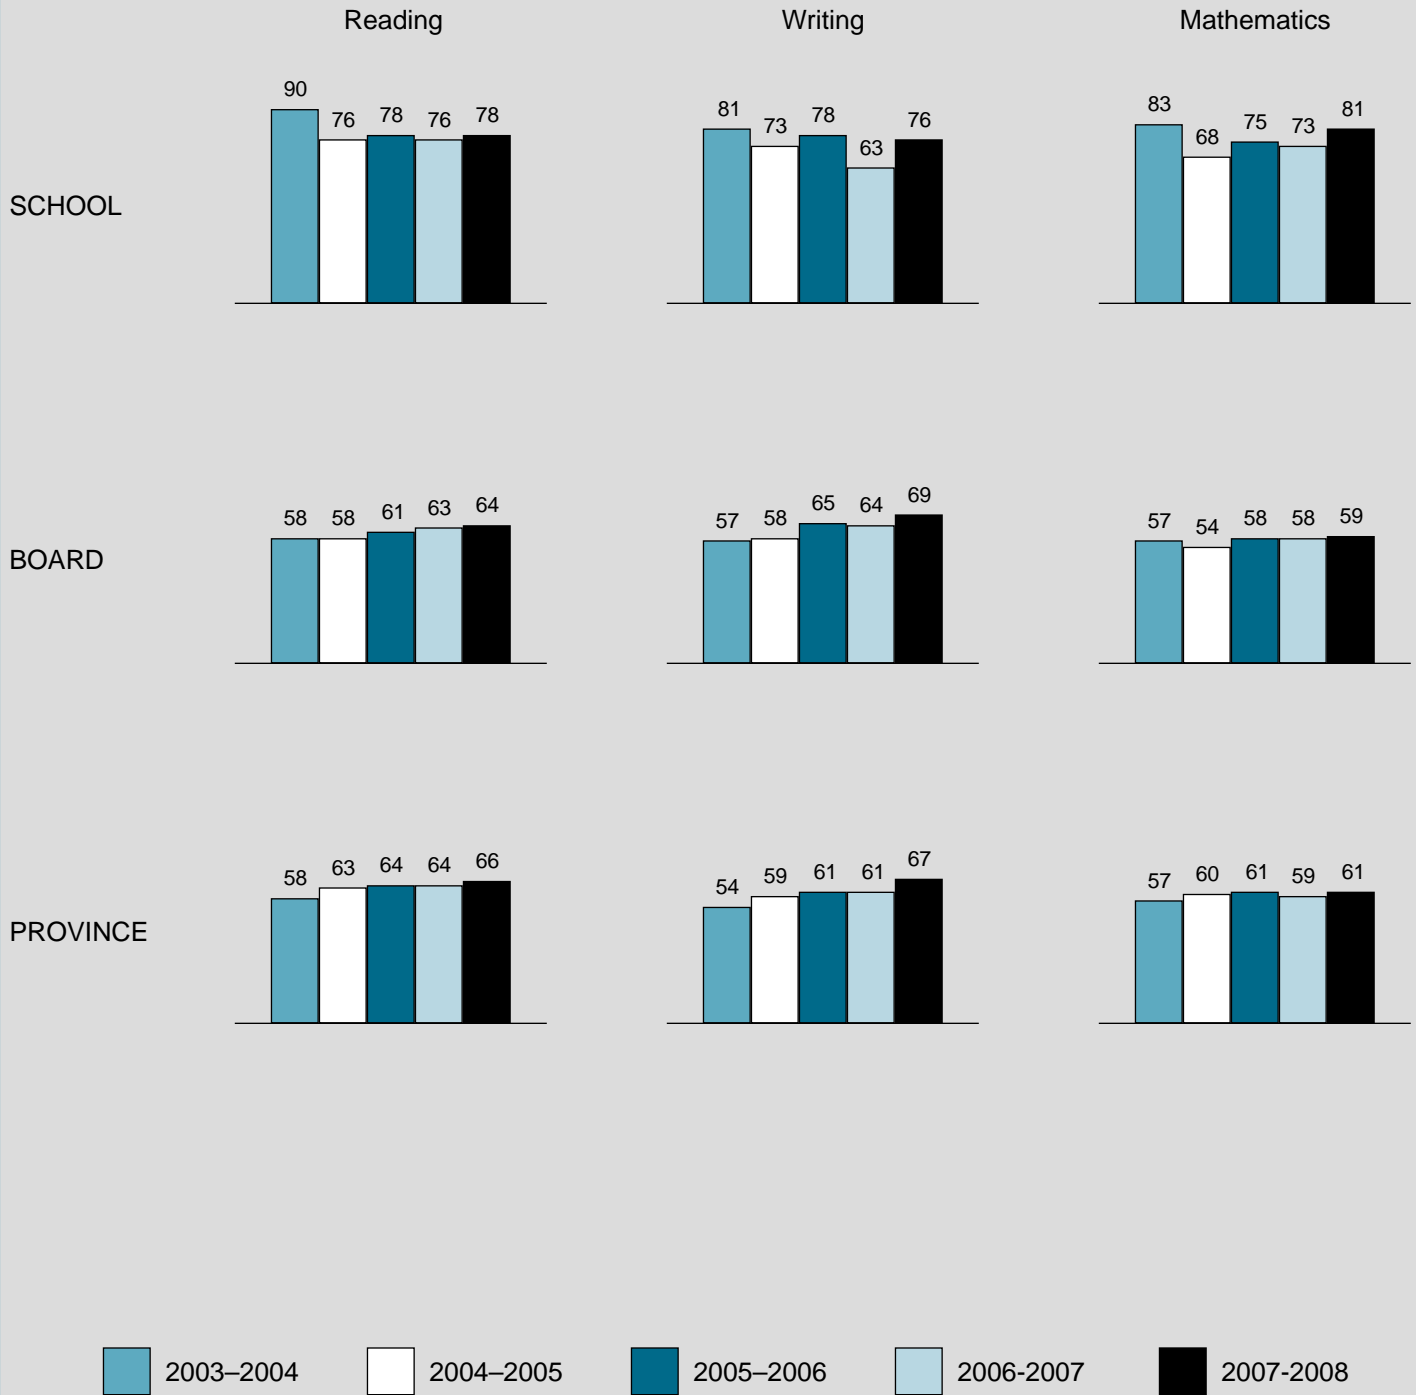 Reading Writing Mathematics
SCHOOL
90 76 78 76 78
81 73 78 63 76
83 68 75 73 81
BOARD
58 58 61 63 64
57 58 65 64 69
57 54 58 58 59
PROVINCE
58 63 64 64 66
54 59 61 61 67
57 60 61 59 61
2003–2004 2004–2005 2005–2006 2006-2007 2007-2008